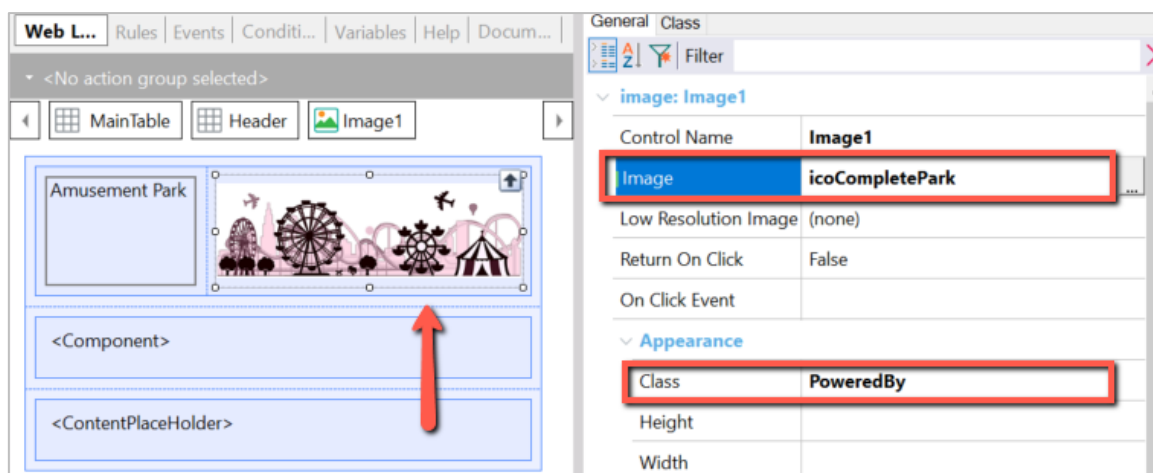 Web L... Rules Events Conditi... Variables Help Docum...
<No action group selected>
MainTable Header Image1
Amusement Park
<Component>
<ContentPlaceHolder>
General Class
Filter
image: Image1
Control Name Image1
Image icoCompletePark ...
Low Resolution Image (none)
Return On Click False
On Click Event
Appearance
Class PoweredBy
Height
Width